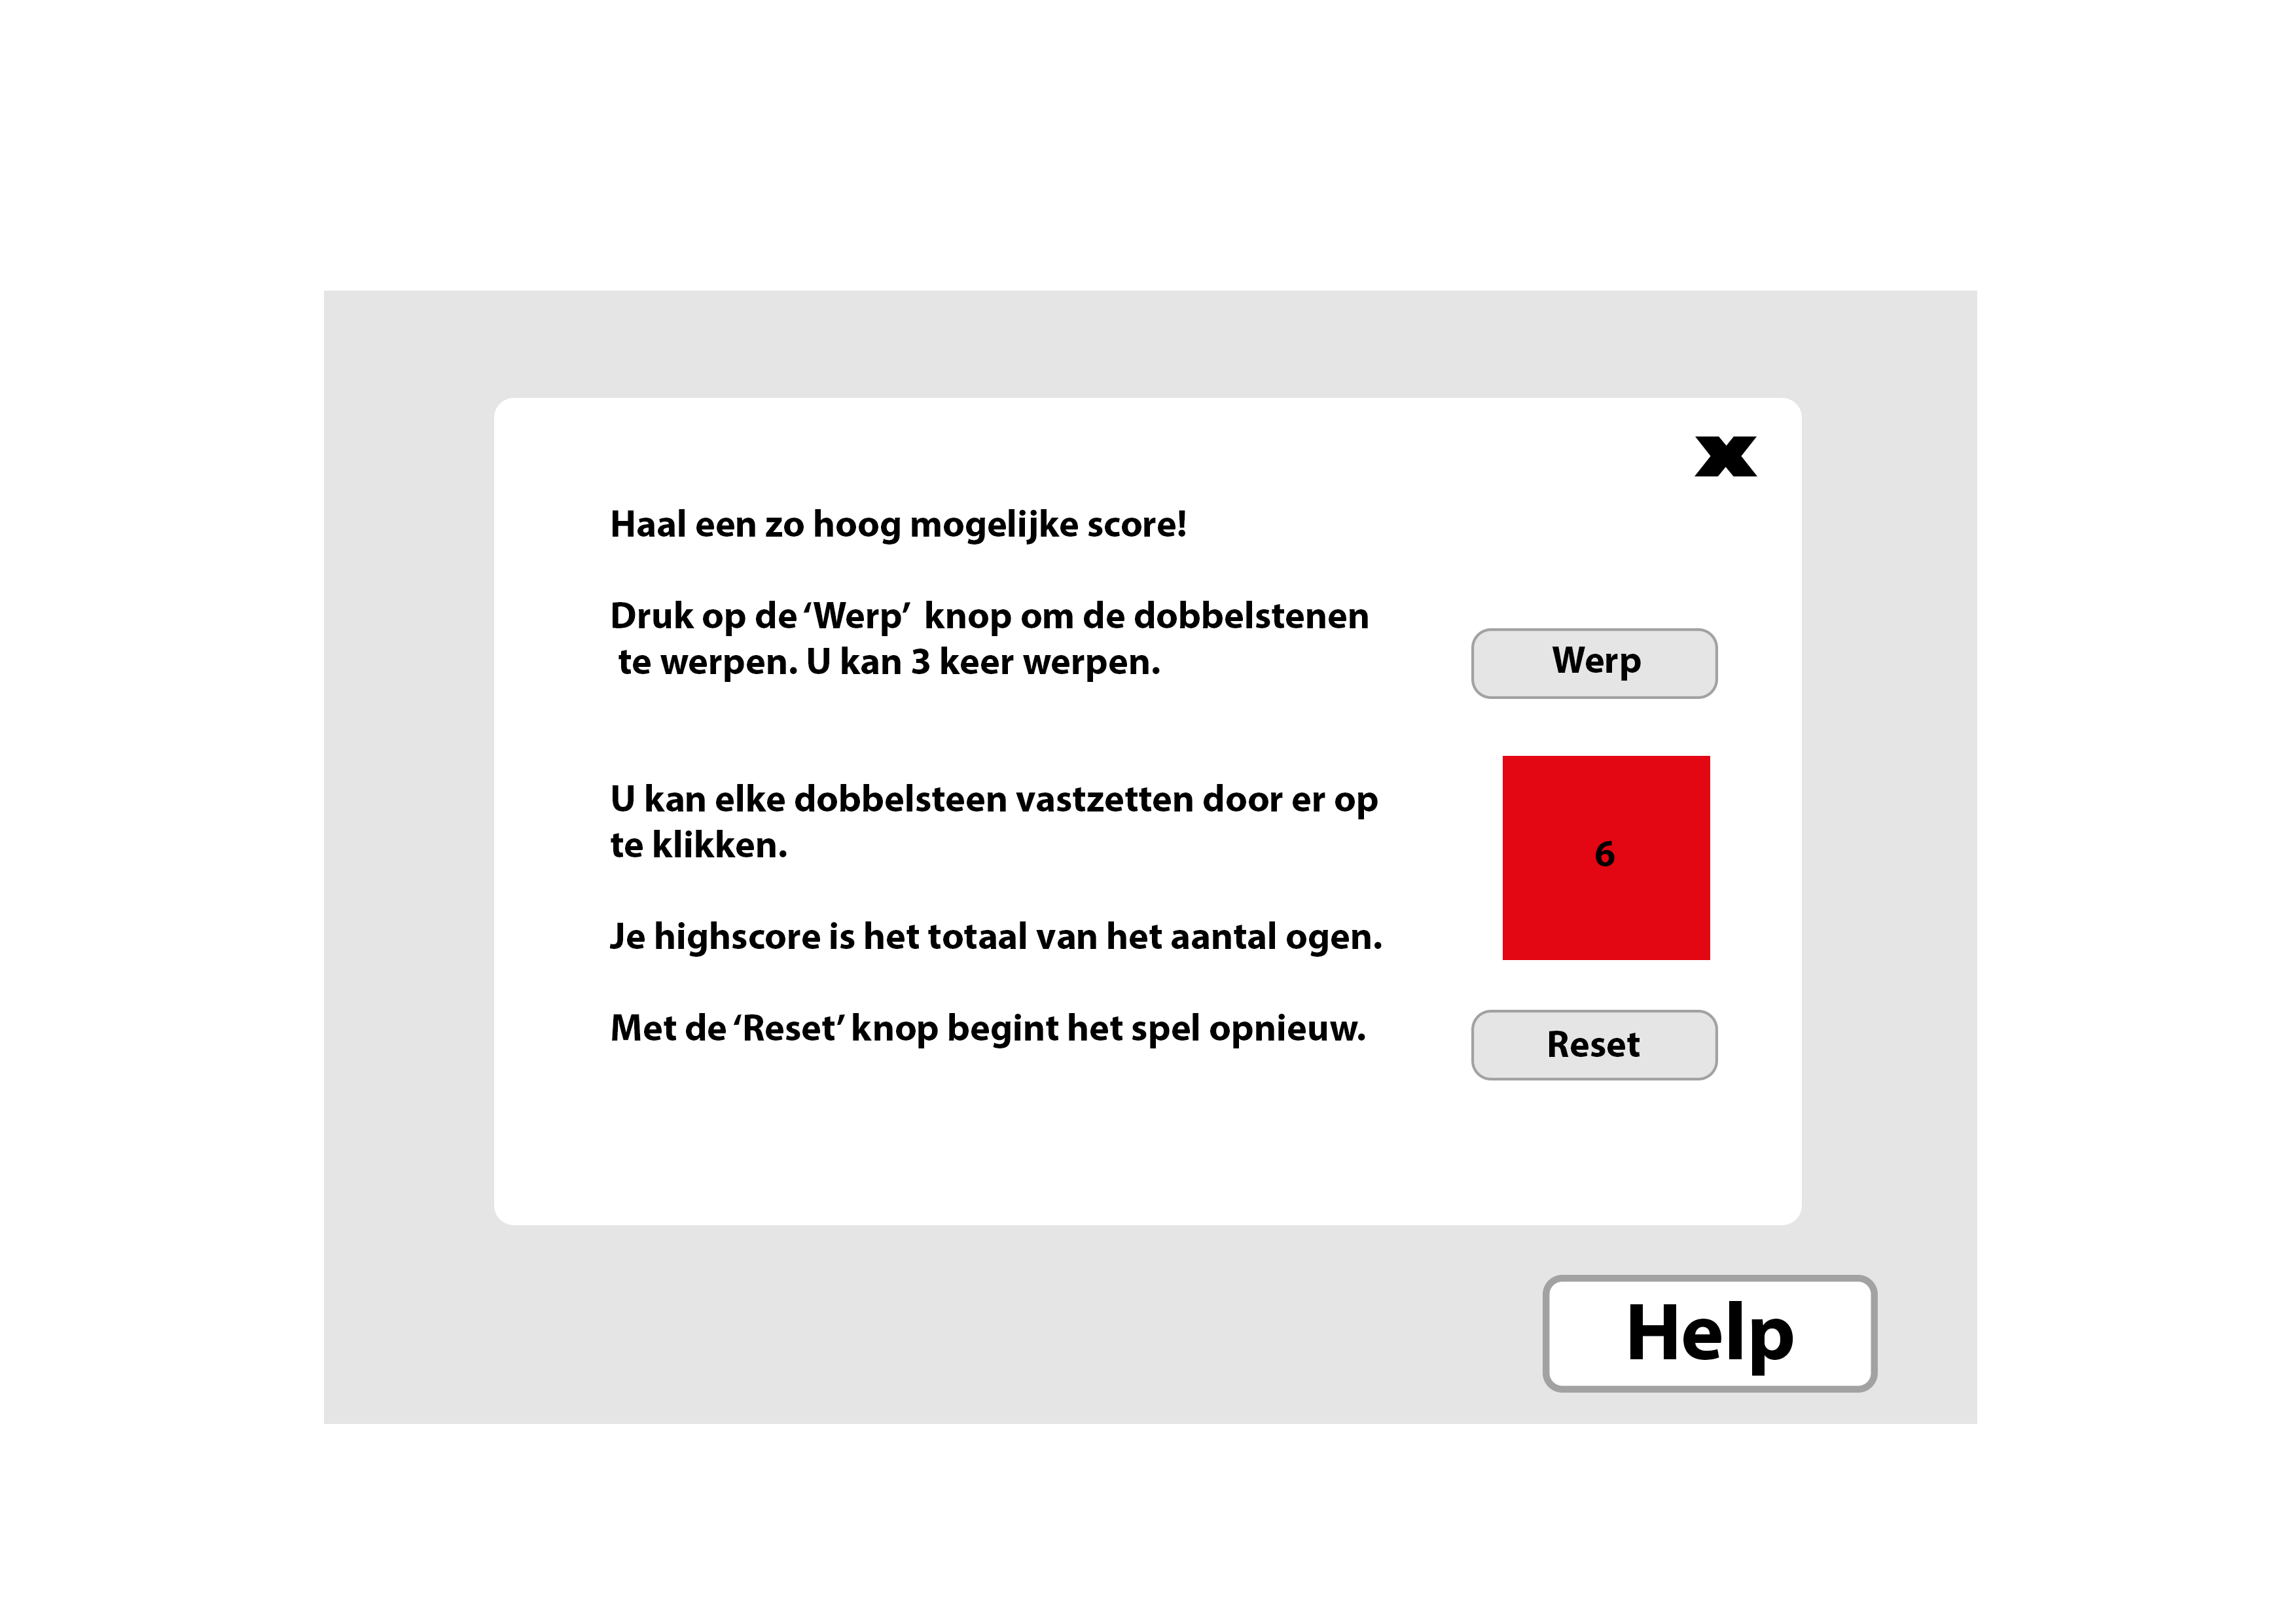 X
Haal een zo hoog mogelijke score!
Druk op de ‘Werp’  knop om de dobbelstenen
te werpen. U kan 3 keer werpen.
Werp
U kan elke dobbelsteen vastzetten door er op
te klikken.
6
Je highscore is het totaal van het aantal ogen.
Met de ‘Reset’ knop begint het spel opnieuw.
Reset
Help